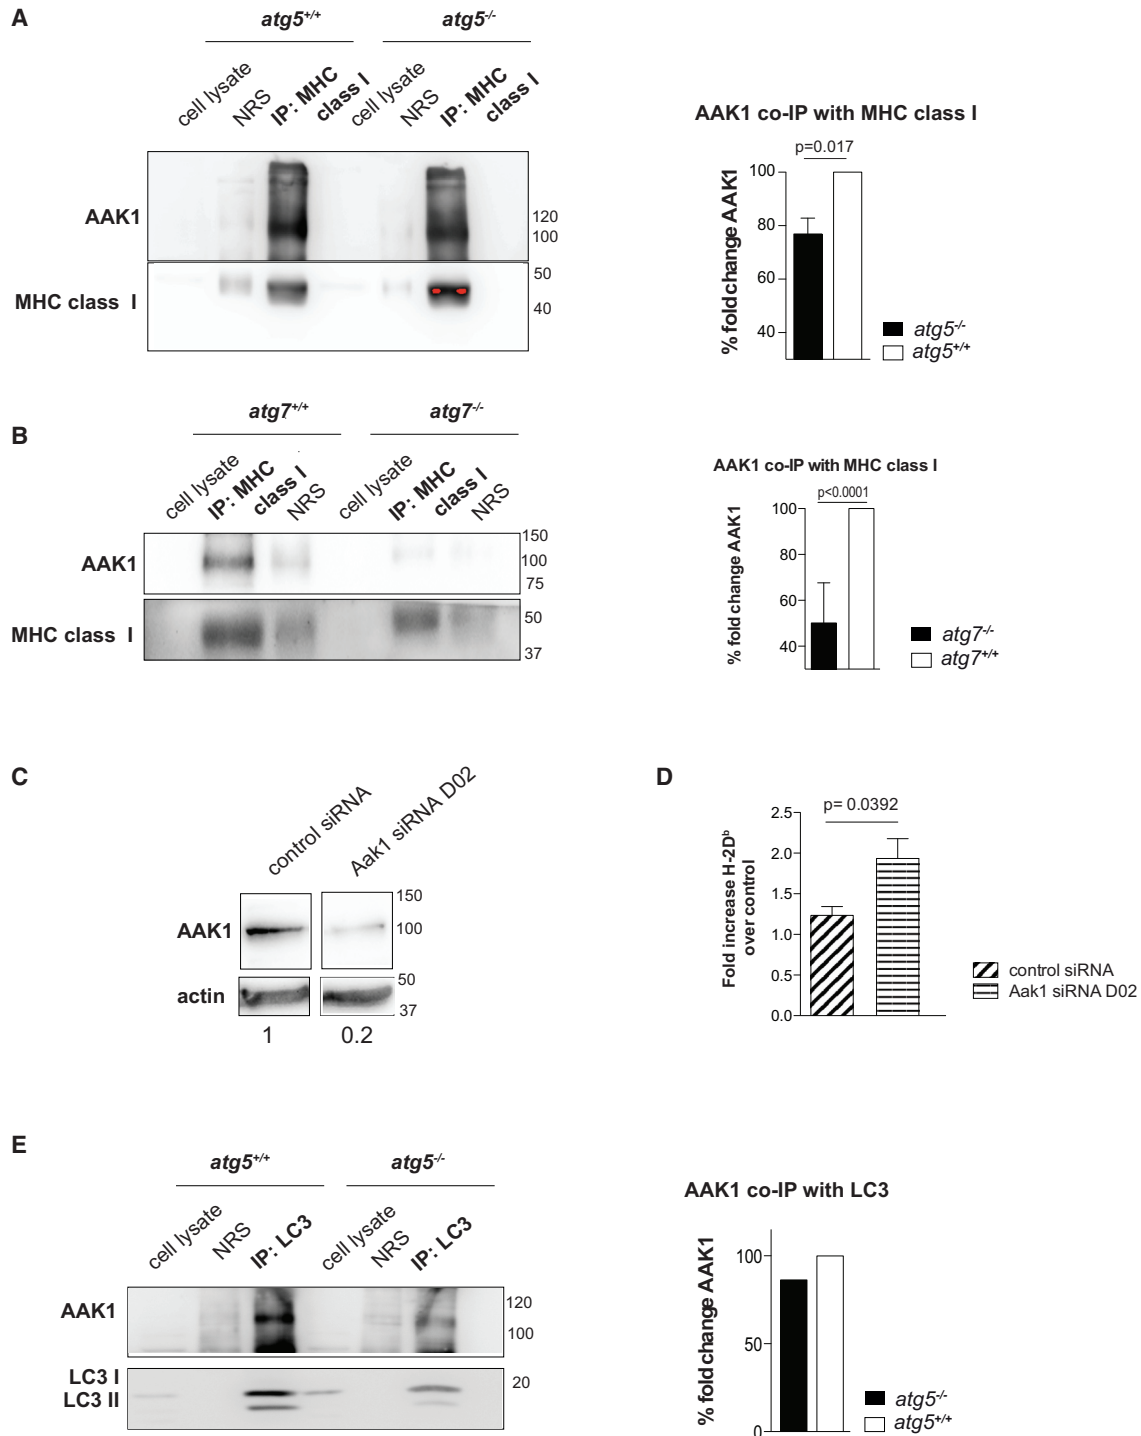 A
atg5+/+
atg5-/-
cell lysate
NRS
IP: MHC
class I
cell lysate
NRS
IP: MHC
class I
AAK1
120
100
MHC class I
50
40
AAK1 co-IP with MHC class I
p=0.017
% fold change AAK1
100
80
60
40
atg5-/-
atg5+/+
B
atg7+/+
atg7-/-
cell lysate
IP: MHC
class I
NRS
cell lysate
IP: MHC
class I
NRS
AAK1
150
100
75
MHC class I
50
37
AAK1 co-IP with MHC class I
p<0.0001
% fold change AAK1
100
80
60
40
atg7-/-
atg7+/+
C
control siRNA
Aak1 siRNA D02
AAK1
150
100
actin
50
37
1
0.2
D
p= 0.0392
Fold increase H-2Db
over control
2.5
2.0
1.5
1.0
0.5
0.0
control siRNA
Aak1 siRNA D02
E
atg5+/+
atg5-/-
cell lysate
NRS
IP: LC3
cell lysate
NRS
IP: LC3
AAK1
120
100
LC3 I
LC3 II
20
AAK1 co-IP with LC3
% fold change AAK1
100
50
0
atg5-/-
atg5+/+